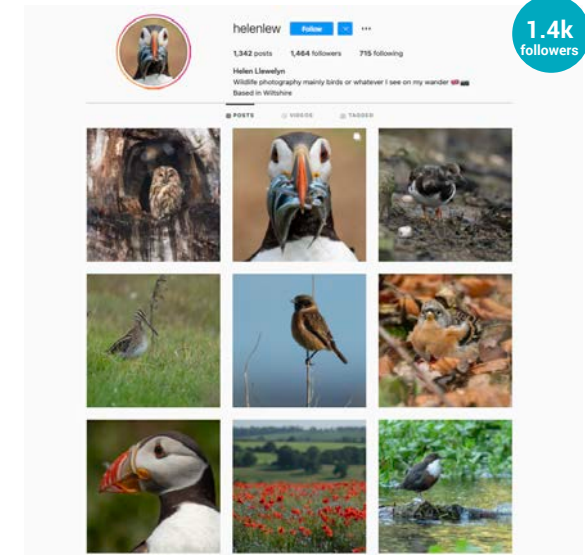 1.4k
followers
helenlew Follow
1,342 posts 1,464 followers 715 following
Helen Llewelyn
Wildlife photography mainly birds or whatever I see on my wander
Based in Wiltshire
POSTS VIDEOS TAGGED